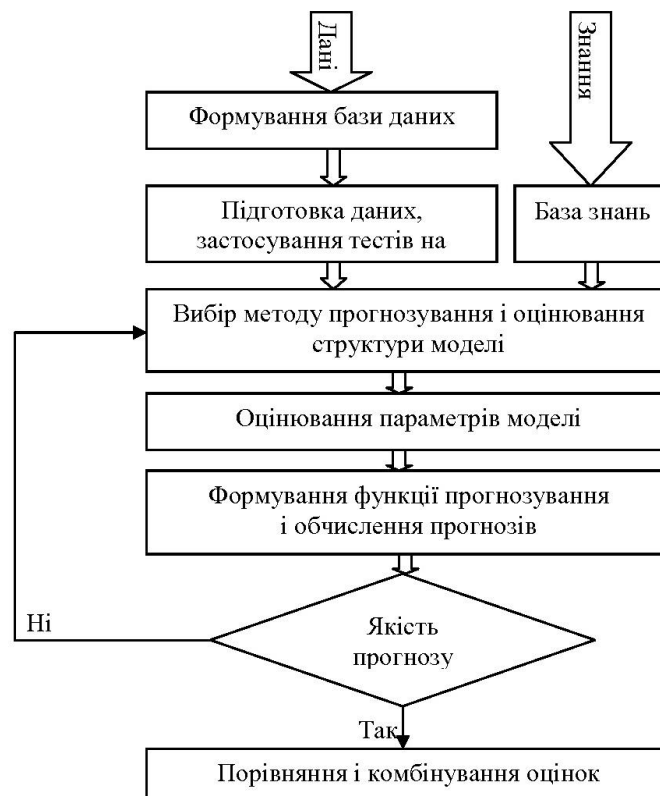 Дані
Знання
Формування бази даних
Підготовка даних,
застосування тестів на
База знань
Вибір методу прогнозування і оцінювання
структури моделі
Оцінювання параметрів моделі
Формування функції прогнозування
і обчислення прогнозів
Ні
Якість
прогнозу
Так
Порівняння і комбінування оцінок